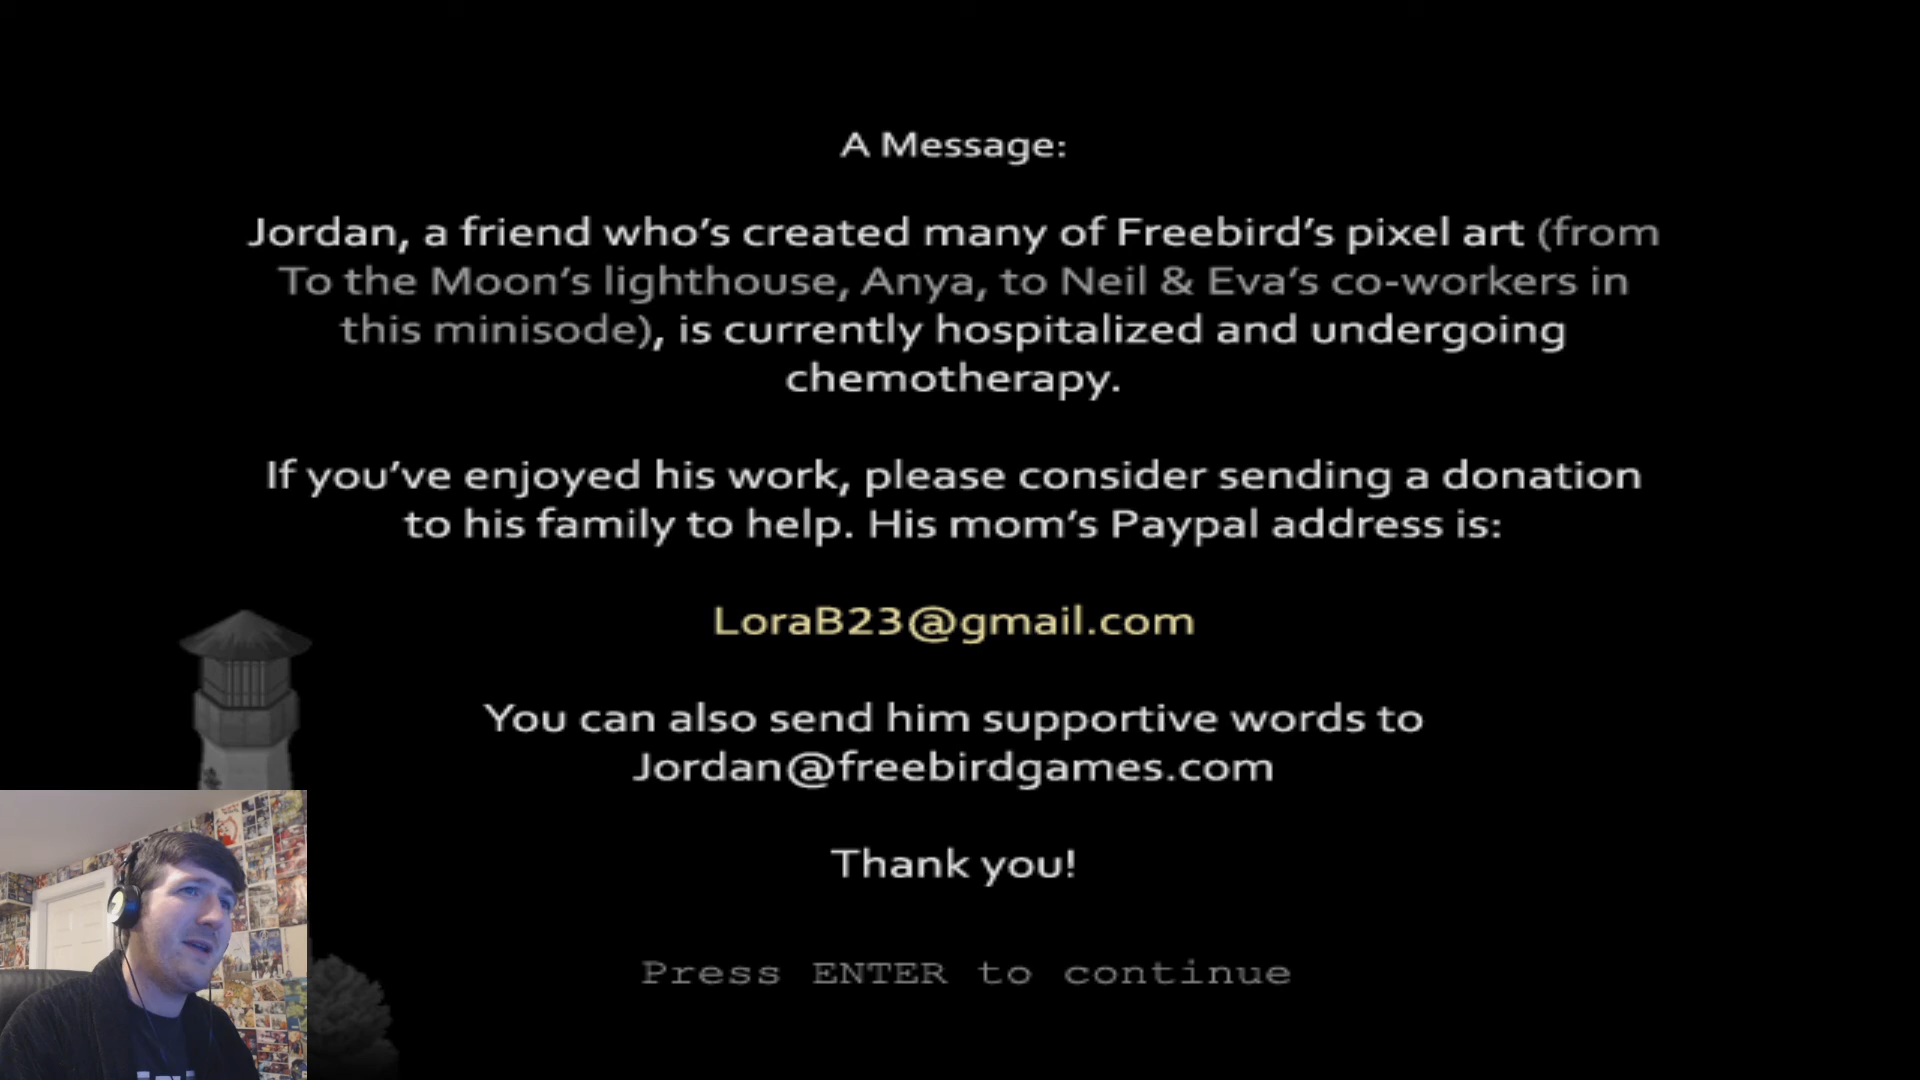 A Message:
Jordan, a friend who's created many of Freebird's pixel art (from
To the Moon's lighthouse, Anya, to Neil & Eva's co-workers in
this minisode), is currently hospitalized and undergoing
chemotherapy.
If you've enjoyed his work, please consider sending a donation
to his family to help. His mom's Paypal address is:
LoraB23@gmail.com
You can also send him supportive words to
Jordan@freebirdgames.com
Thank you!
Press ENTER to continue